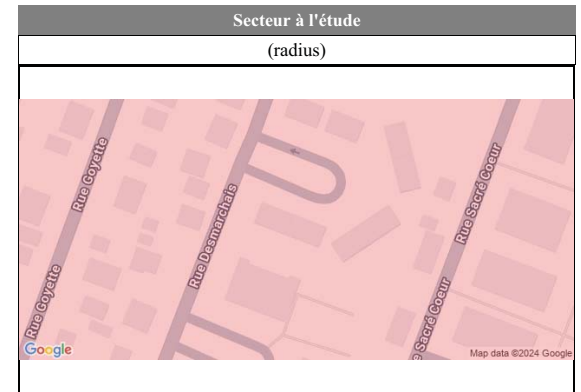 Secteur à l'étude
(radius)
Rue Goyette
Rue Desmarchais
Rue Sacré Coeur
Rue Goyette
e Sacré Coeur
Google
Map data ©2024 Google